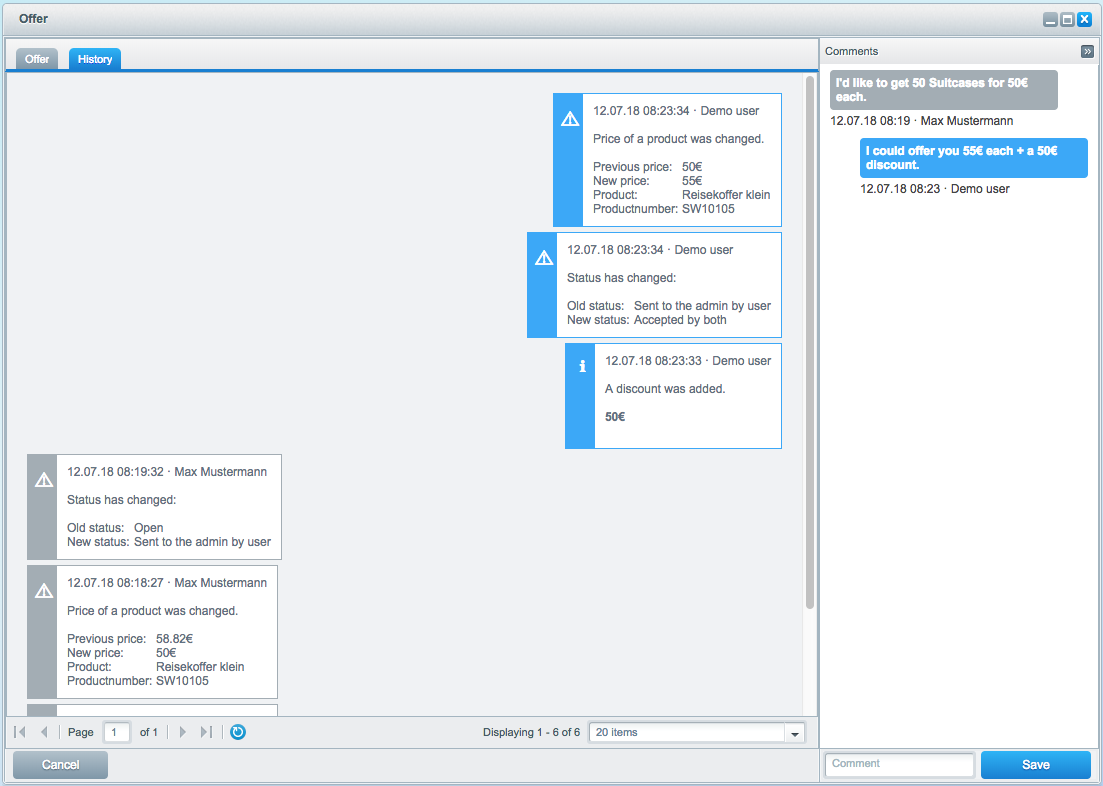 Offer
Offer
History
12.07.18 08:23:34 · Demo user
Price of a product was changed.
Previous price: 50€
New price: 55€
Product: Reisekoffer klein
Productnumber: SW10105
12.07.18 08:23:34 · Demo user
Status has changed:
Old status: Sent to the admin by user
New status: Accepted by both
12.07.18 08:23:33 · Demo user
A discount was added.
50€
12.07.18 08:19:32 · Max Mustermann
Status has changed:
Old status: Open
New status: Sent to the admin by user
12.07.18 08:18:27 · Max Mustermann
Price of a product was changed.
Previous price: 58.82€
New price: 50€
Product: Reisekoffer klein
Productnumber: SW10105
Page 1 of 1
Displaying 1 - 6 of 6
20 items
Cancel
Comments
I'd like to get 50 Suitcases for 50€
each.
12.07.18 08:19 · Max Mustermann
I could offer you 55€ each + a 50€
discount.
12.07.18 08:23 · Demo user
Comment
Save